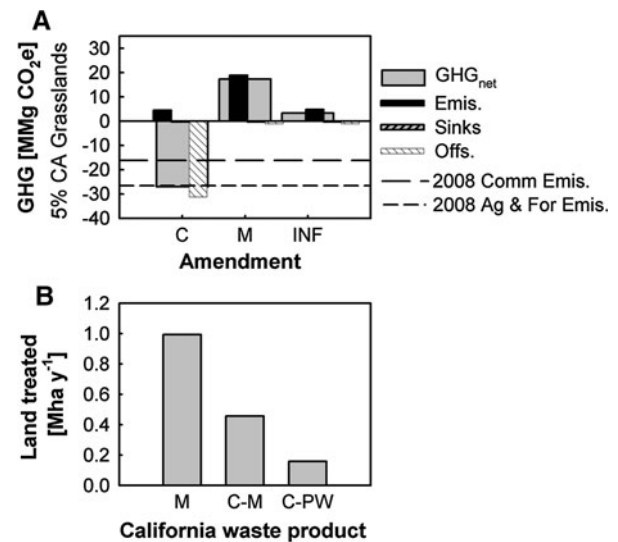 A
GHG [MMg CO₂e]
5% CA Grasslands
30
20
10
0
-10
-20
-30
-40
C M INF
Amendment
GHGnet
Emis.
Sinks
Offs.
2008 Comm Emis.
2008 Ag & For Emis.
B
Land treated
[Mha y⁻¹]
1.2
1.0
0.8
0.6
0.4
0.2
0.0
M C-M C-PW
California waste product